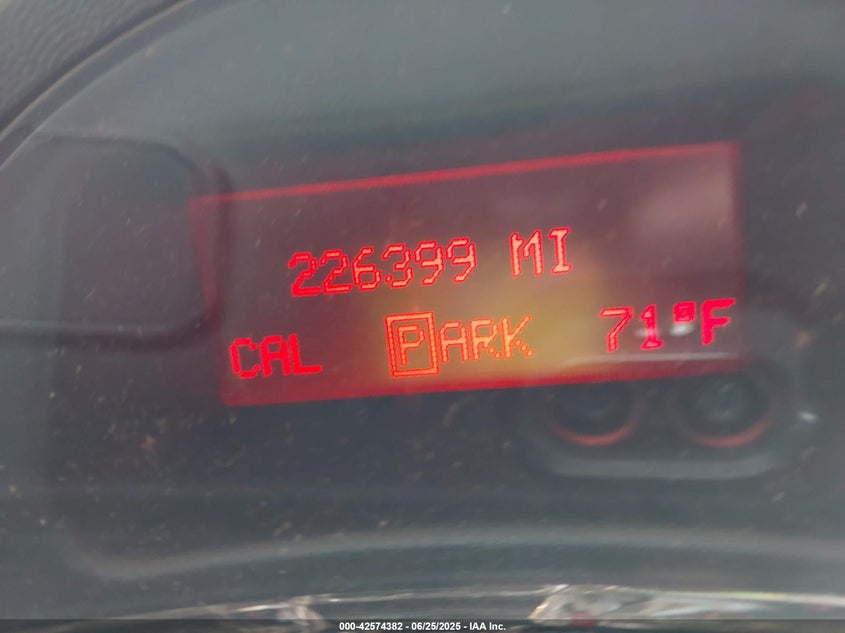 226399 MI
CAL PARK 71°F
000-42574382 - 06/25/2025 - IAA Inc.